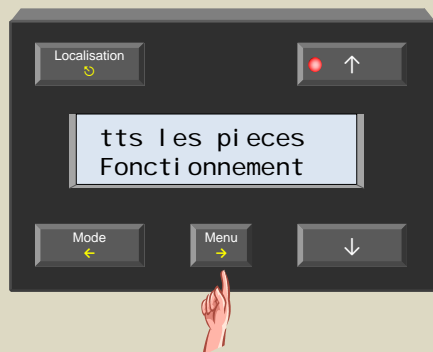 Localisation
↑
tts les pieces
Fonctionnement
Mode
←
Menu
→
↓